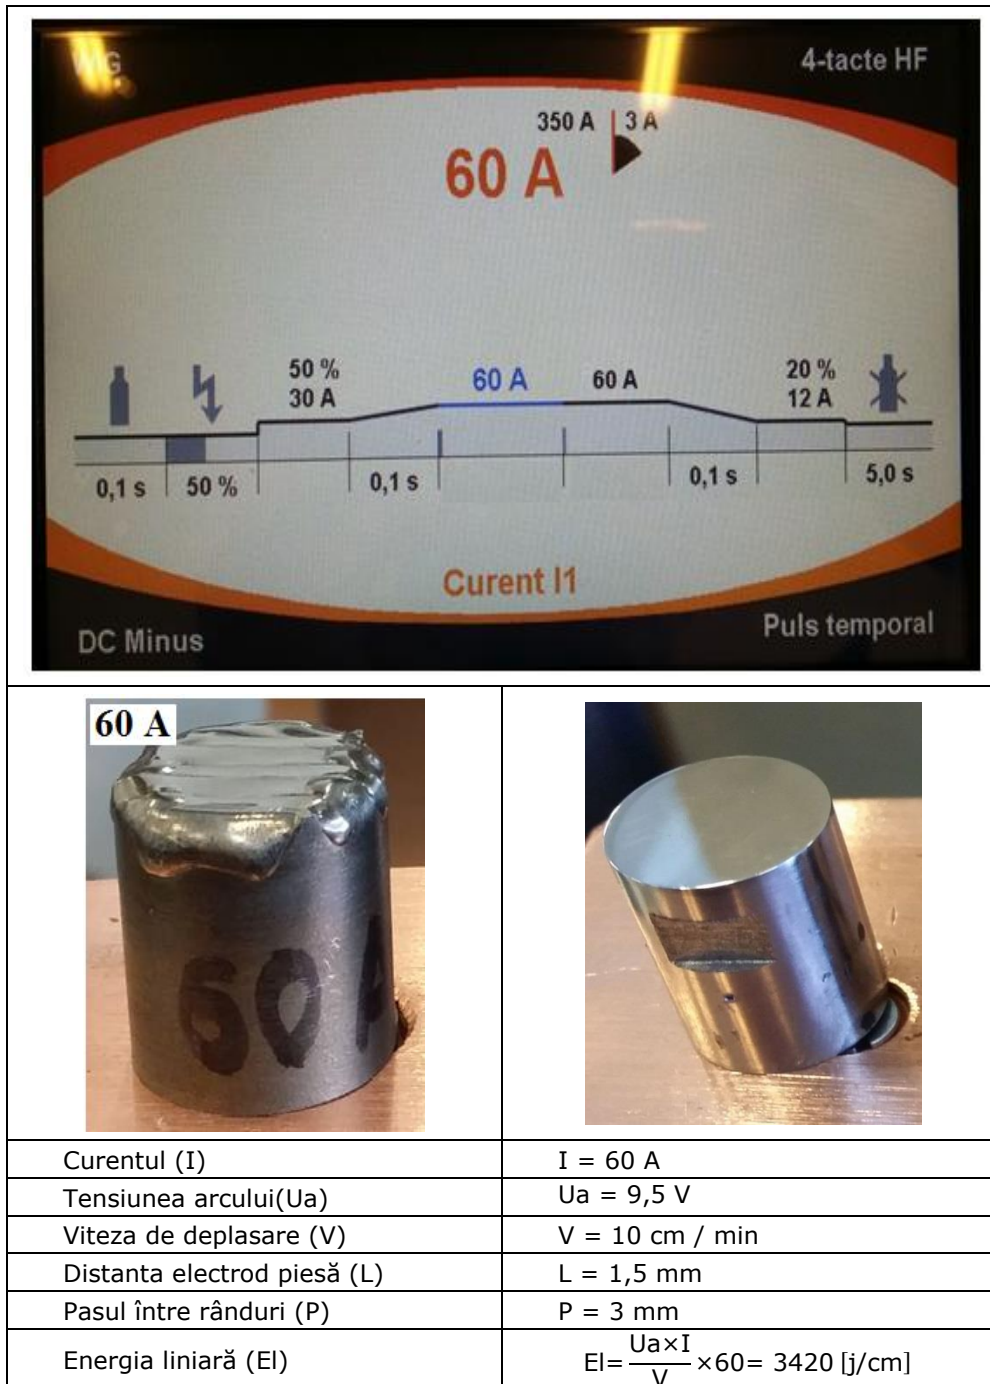 WIG
4-tacte HF
350 A 3 A
60 A
50 %
30 A
60 A
60 A
20 %
12 A
0,1 s
50 %
0,1 s
0,1 s
5,0 s
Curent I1
DC Minus
Puls temporal
60 A
60 A
Curentul (I)
I = 60 A
Tensiunea arcului(Ua)
Ua = 9,5 V
Viteza de deplasare (V)
V = 10 cm / min
Distanta electrod piesă (L)
L = 1,5 mm
Pasul între rânduri (P)
P = 3 mm
Energia liniară (El)
El= Ua×I / V ×60= 3420 [j/cm]